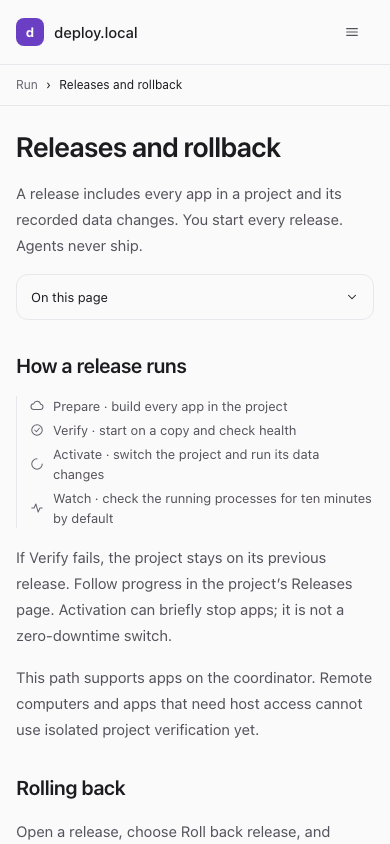 d
deploy.local
Run › Releases and rollback
Releases and rollback
A release includes every app in a project and its
recorded data changes. You start every release.
Agents never ship.
On this page
How a release runs
Prepare · build every app in the project
Verify · start on a copy and check health
Activate · switch the project and run its data
changes
Watch · check the running processes for ten minutes
by default
If Verify fails, the project stays on its previous
release. Follow progress in the project’s Releases
page. Activation can briefly stop apps; it is not a
zero-downtime switch.
This path supports apps on the coordinator. Remote
computers and apps that need host access cannot
use isolated project verification yet.
Rolling back
Open a release, choose Roll back release, and